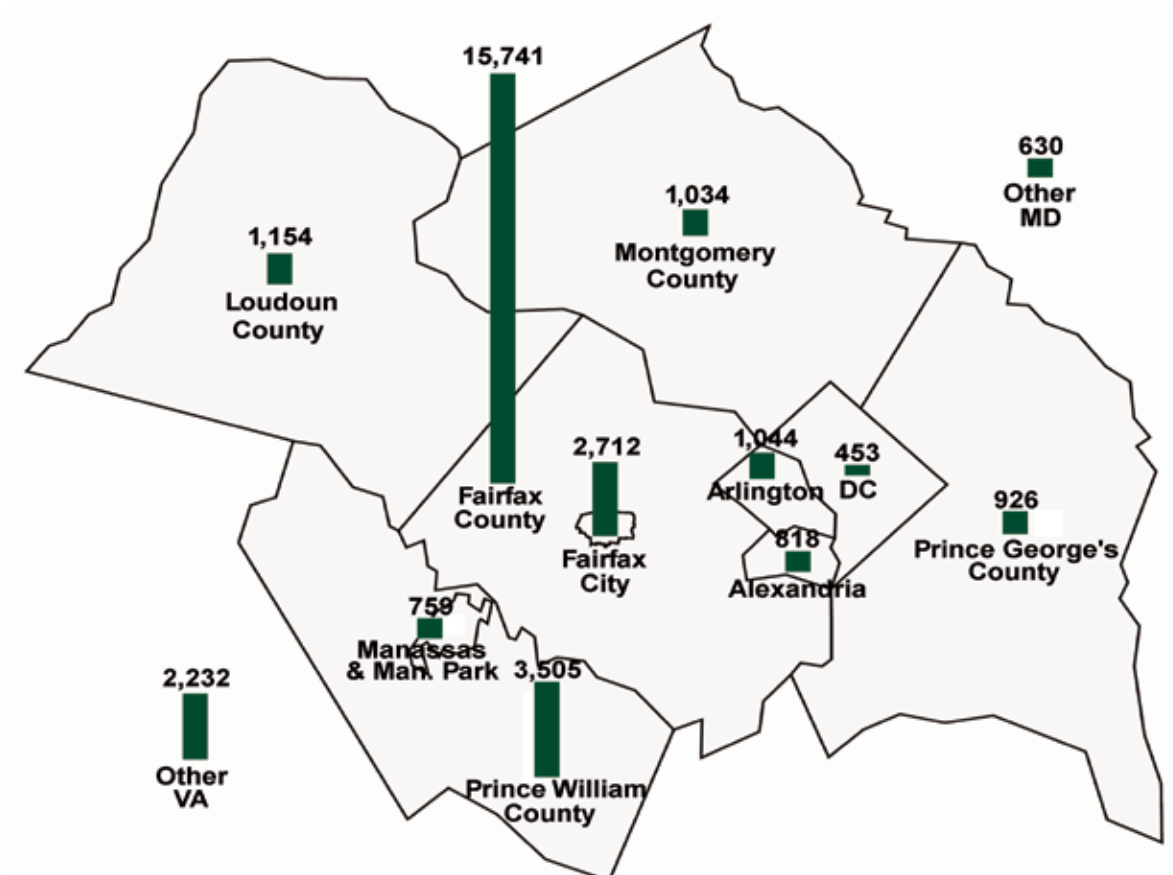 15,741
630
Other
MD
1,034
Montgomery
County
1,154
Loudoun
County
2,712
Fairfax
City
Fairfax
County
1,044
Arlington
453
DC
926
Prince George's
County
818
Alexandria
759
Manassas
& Man. Park
3,505
Prince William
County
2,232
Other
VA